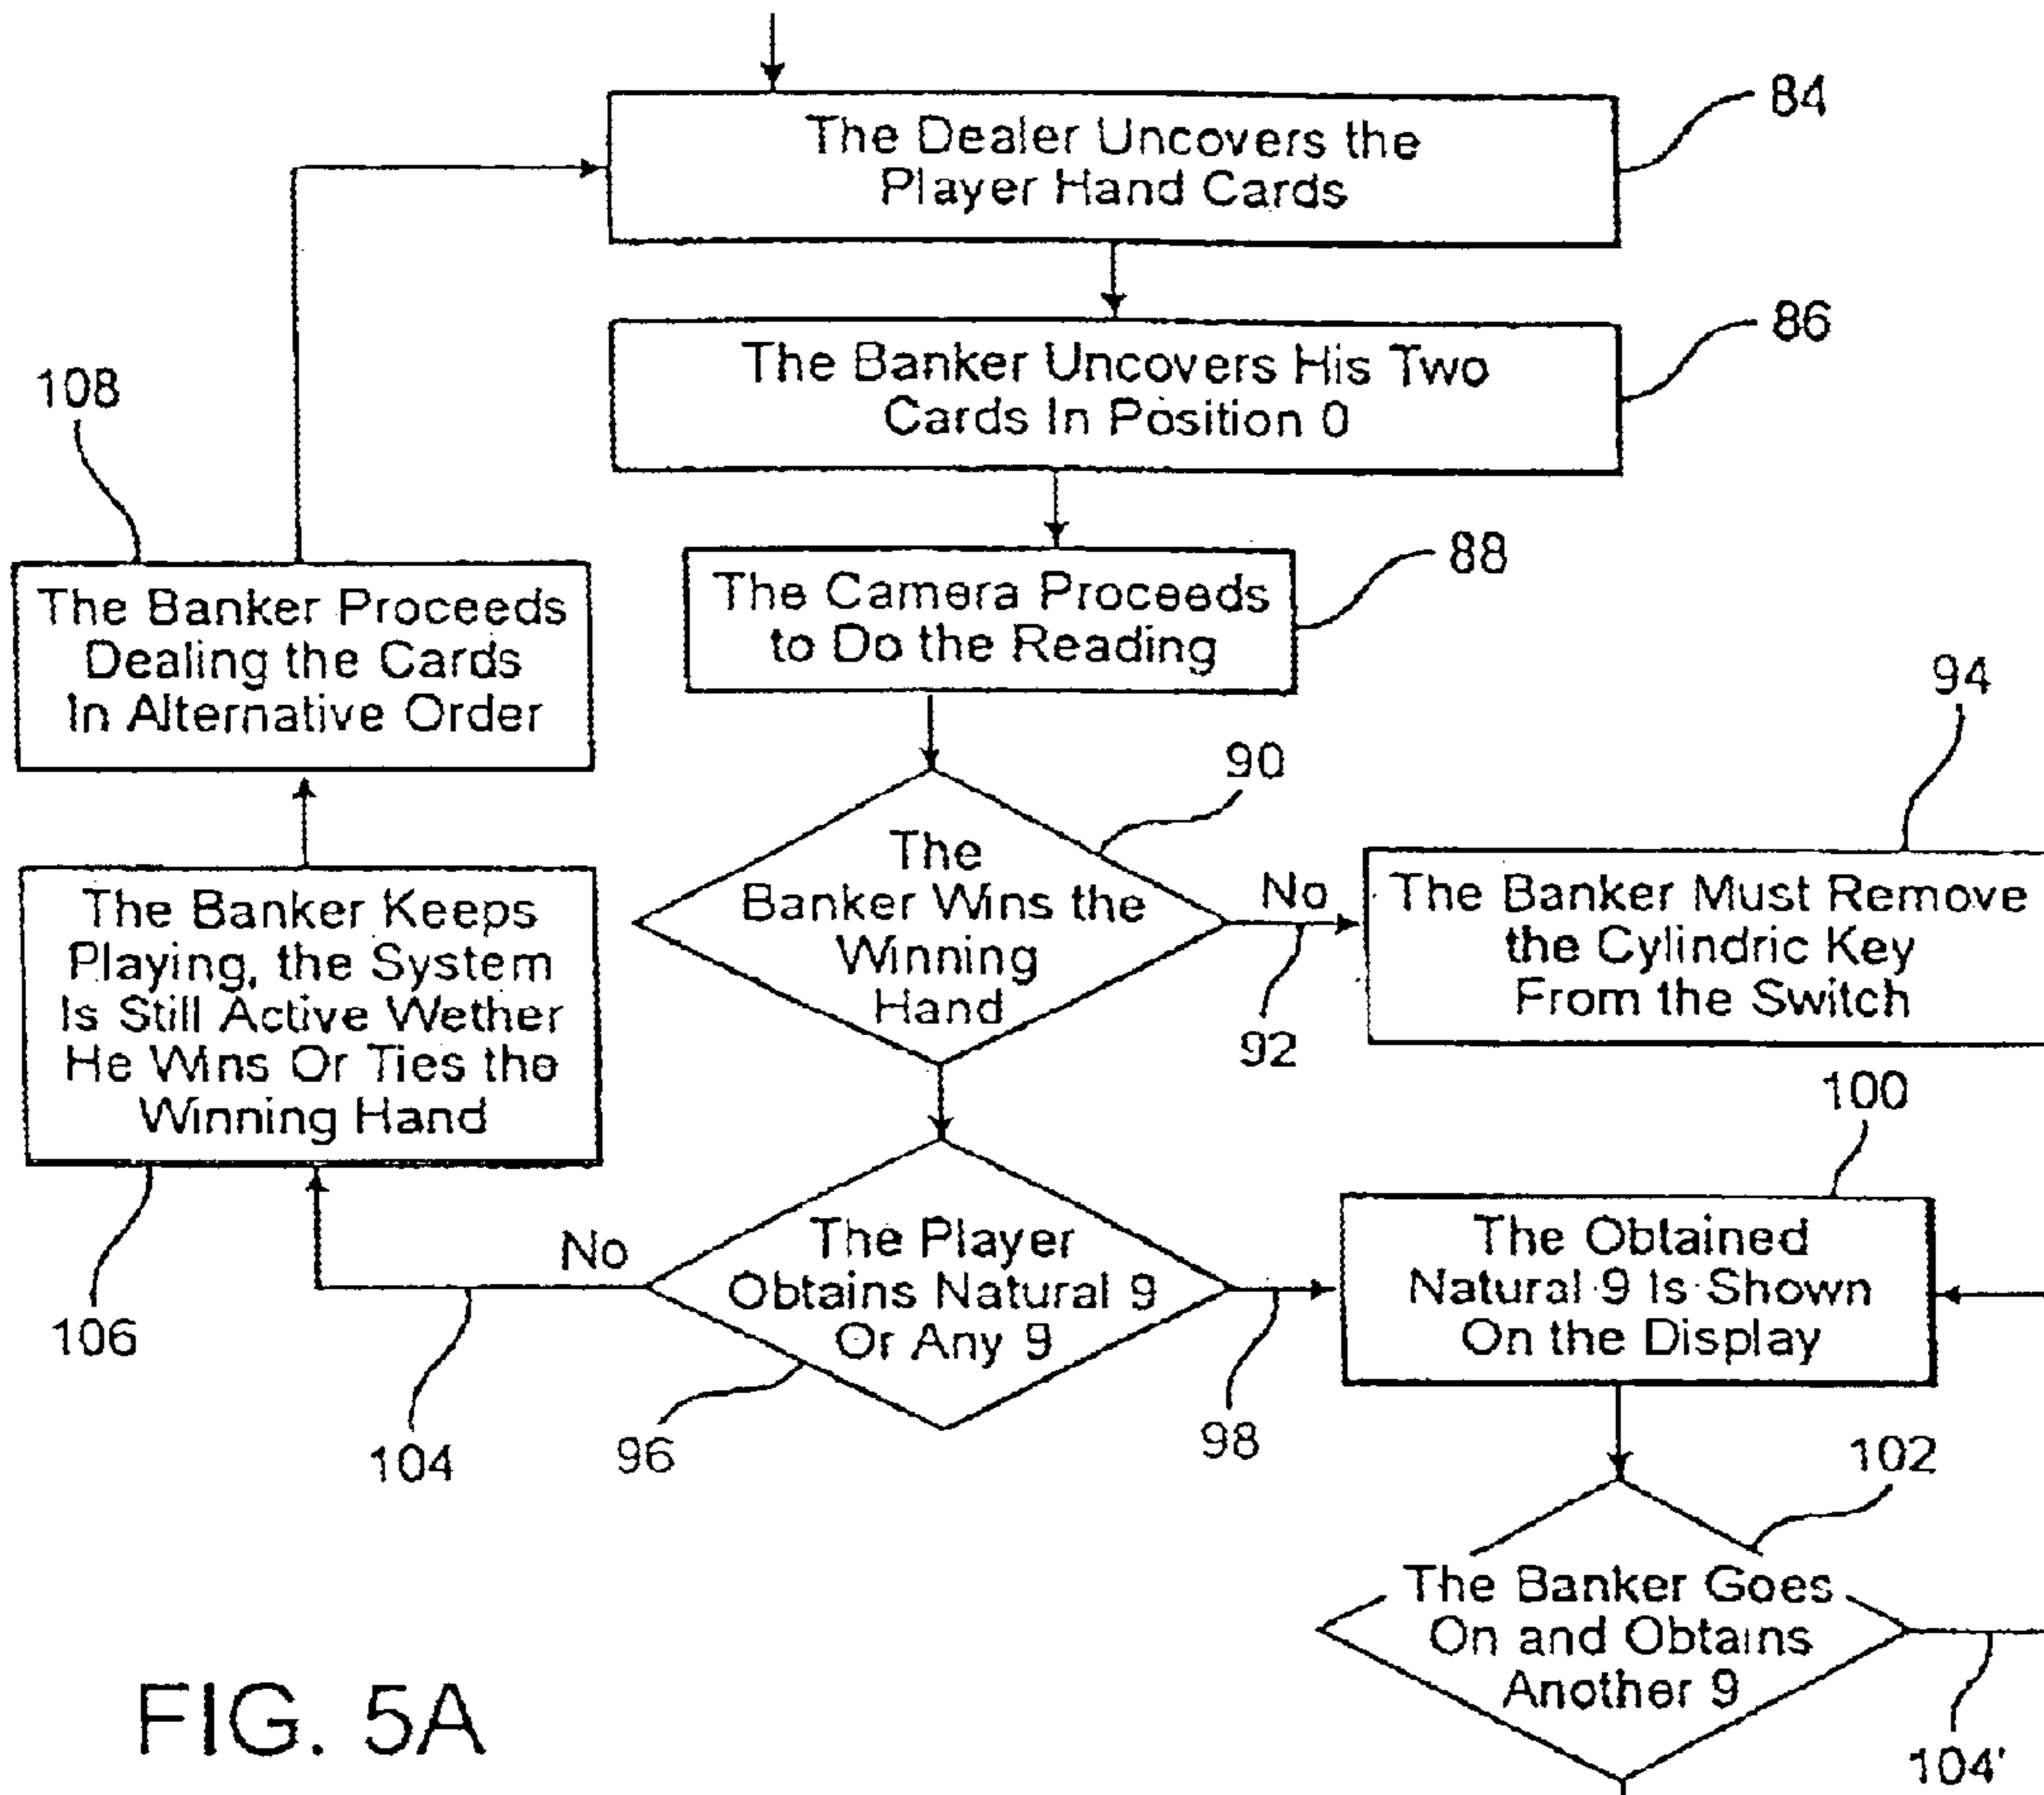 84
The Dealer Uncovers the
Player Hand Cards
86
The Banker Uncovers His Two
Cards In Position 0
108
88
The Camera Proceeds
to Do the Reading
The Banker Proceeds
Dealing the Cards
In Alternative Order
94
90
The
Banker Wins the
Winning
Hand
No
92
The Banker Must Remove
the Cylindric Key
From the Switch
The Banker Keeps
Playing, the System
Is Still Active Wether
He Wins Or Ties the
Winning Hand
106
100
No
104
The Player
Obtains Natural 9
Or Any 9
96
98
The Obtained
Natural 9 Is Shown
On the Display
102
The Banker Goes
On and Obtains
Another 9
104'
FIG. 5A